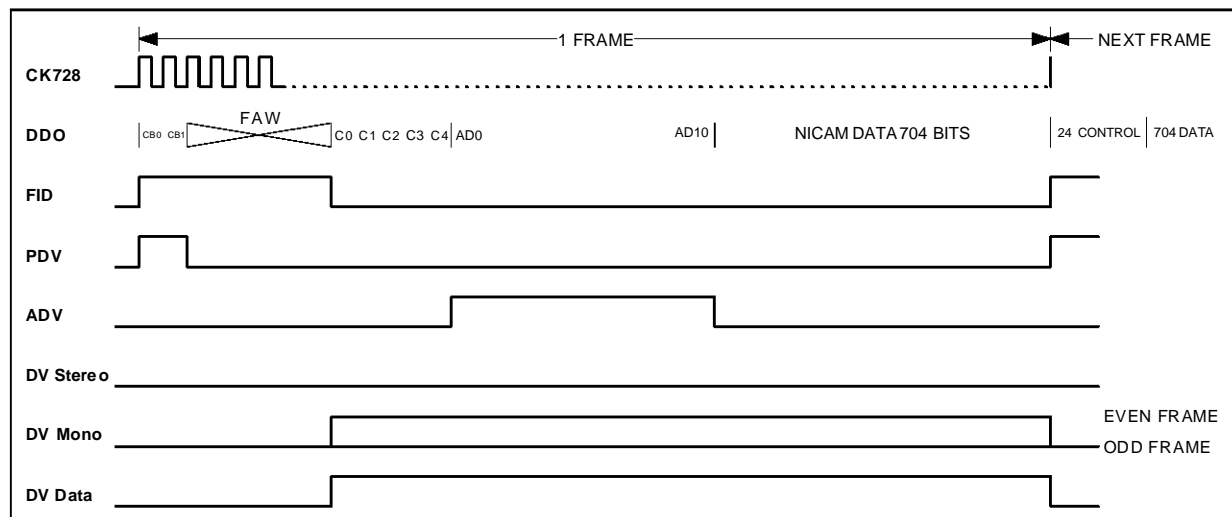 1 FRAME
NEXT FRAME
CK728
DDO
CB0 CB1
FAW
C0 C1 C2 C3 C4
AD0
AD10
NICAM DATA 704 BITS
24 CONTROL
704 DATA
FID
PDV
ADV
DV Stereo
DV Mono
EVEN FRAME
ODD FRAME
DV Data